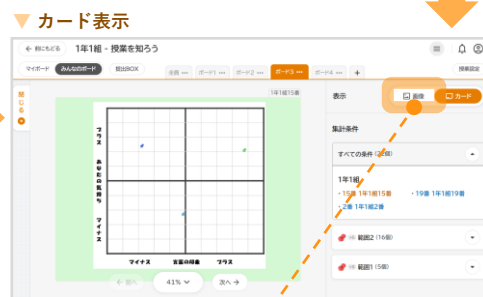 ▼ カード表示
← 前にもどる 1年1組 - 授業を知ろう
マイボード みんなのボード 提出BOX 全員 ••• ボード1 ••• ボード2 ••• ボード3 ••• ボード4 ••• + 授業設定
閉じる
1年1組15番
表示 画像 カード
集計条件
すべての条件
1年1組
・15番 1年1組15番 ・19番 1年1組19番
・2番 1年1組2番
範囲2 (16個)
範囲1 (5個)
プラス
あなたの気持ち
マイナス
マイナス 言葉の印象 プラス
← 前へ 41% 次へ →